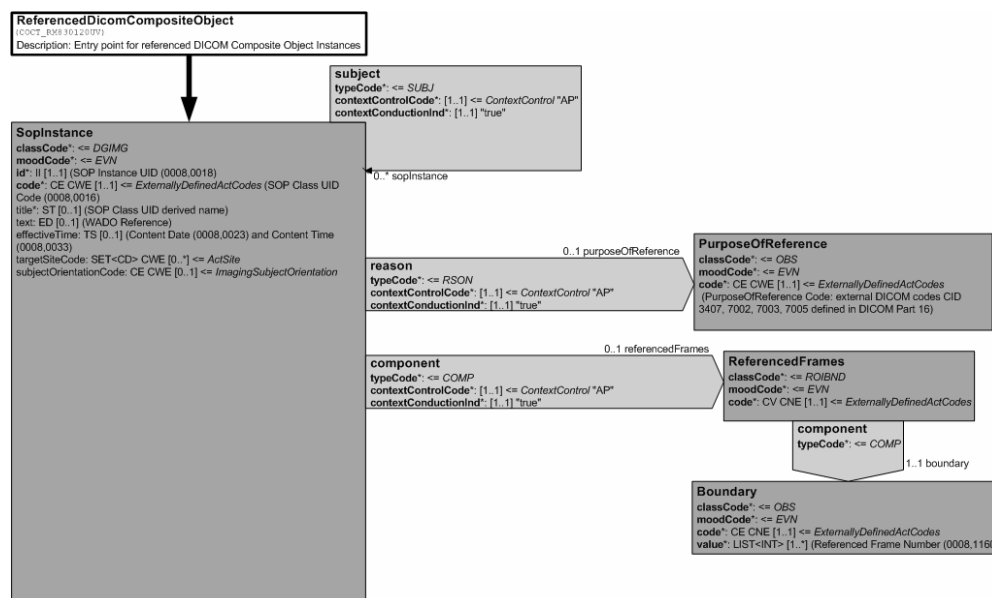 ReferencedDicomCompositeObject
(COCT_RM830120UV)
Description: Entry point for referenced DICOM Composite Object Instances
subject
typeCode*: <= SUBJ
contextControlCode*: [1..1] <= ContextControl "AP"
contextConductionInd*: [1..1] "true"
0..* sopInstance
SopInstance
classCode*: <= DGIMG
moodCode*: <= EVN
id*: II [1..1] (SOP Instance UID (0008,0018)
code*: CE CWE [1..1] <= ExternallyDefinedActCodes (SOP Class UID
Code (0008,0016)
title*: ST [0..1] (SOP Class UID derived name)
text: ED [0..1] (WADO Reference)
effectiveTime: TS [0..1] (Content Date (0008,0023) and Content Time
(0008,0033)
targetSiteCode: SET<CD> CWE [0..*] <= ActSite
subjectOrientationCode: CE CWE [0..1] <= ImagingSubjectOrientation
0..1 purposeOfReference
reason
typeCode*: <= RSON
contextControlCode*: [1..1] <= ContextControl "AP"
contextConductionInd*: [1..1] "true"
PurposeOfReference
classCode*: <= OBS
moodCode*: <= EVN
code*: CE CWE [1..1] <= ExternallyDefinedActCodes
(PurposeOfReference Code: external DICOM codes CID
3407, 7002, 7003, 7005 defined in DICOM Part 16)
0..1 referencedFrames
component
typeCode*: <= COMP
contextControlCode*: [1..1] <= ContextControl "AP"
contextConductionInd*: [1..1] "true"
ReferencedFrames
classCode*: <= ROIBND
moodCode*: <= EVN
code*: CV CNE [1..1] <= ExternallyDefinedActCodes
component
typeCode*: <= COMP
1..1 boundary
Boundary
classCode*: <= OBS
moodCode*: <= EVN
code*: CE CNE [1..1] <= ExternallyDefinedActCodes
value*: LIST<INT> [1..*] (Referenced Frame Number (0008,1160